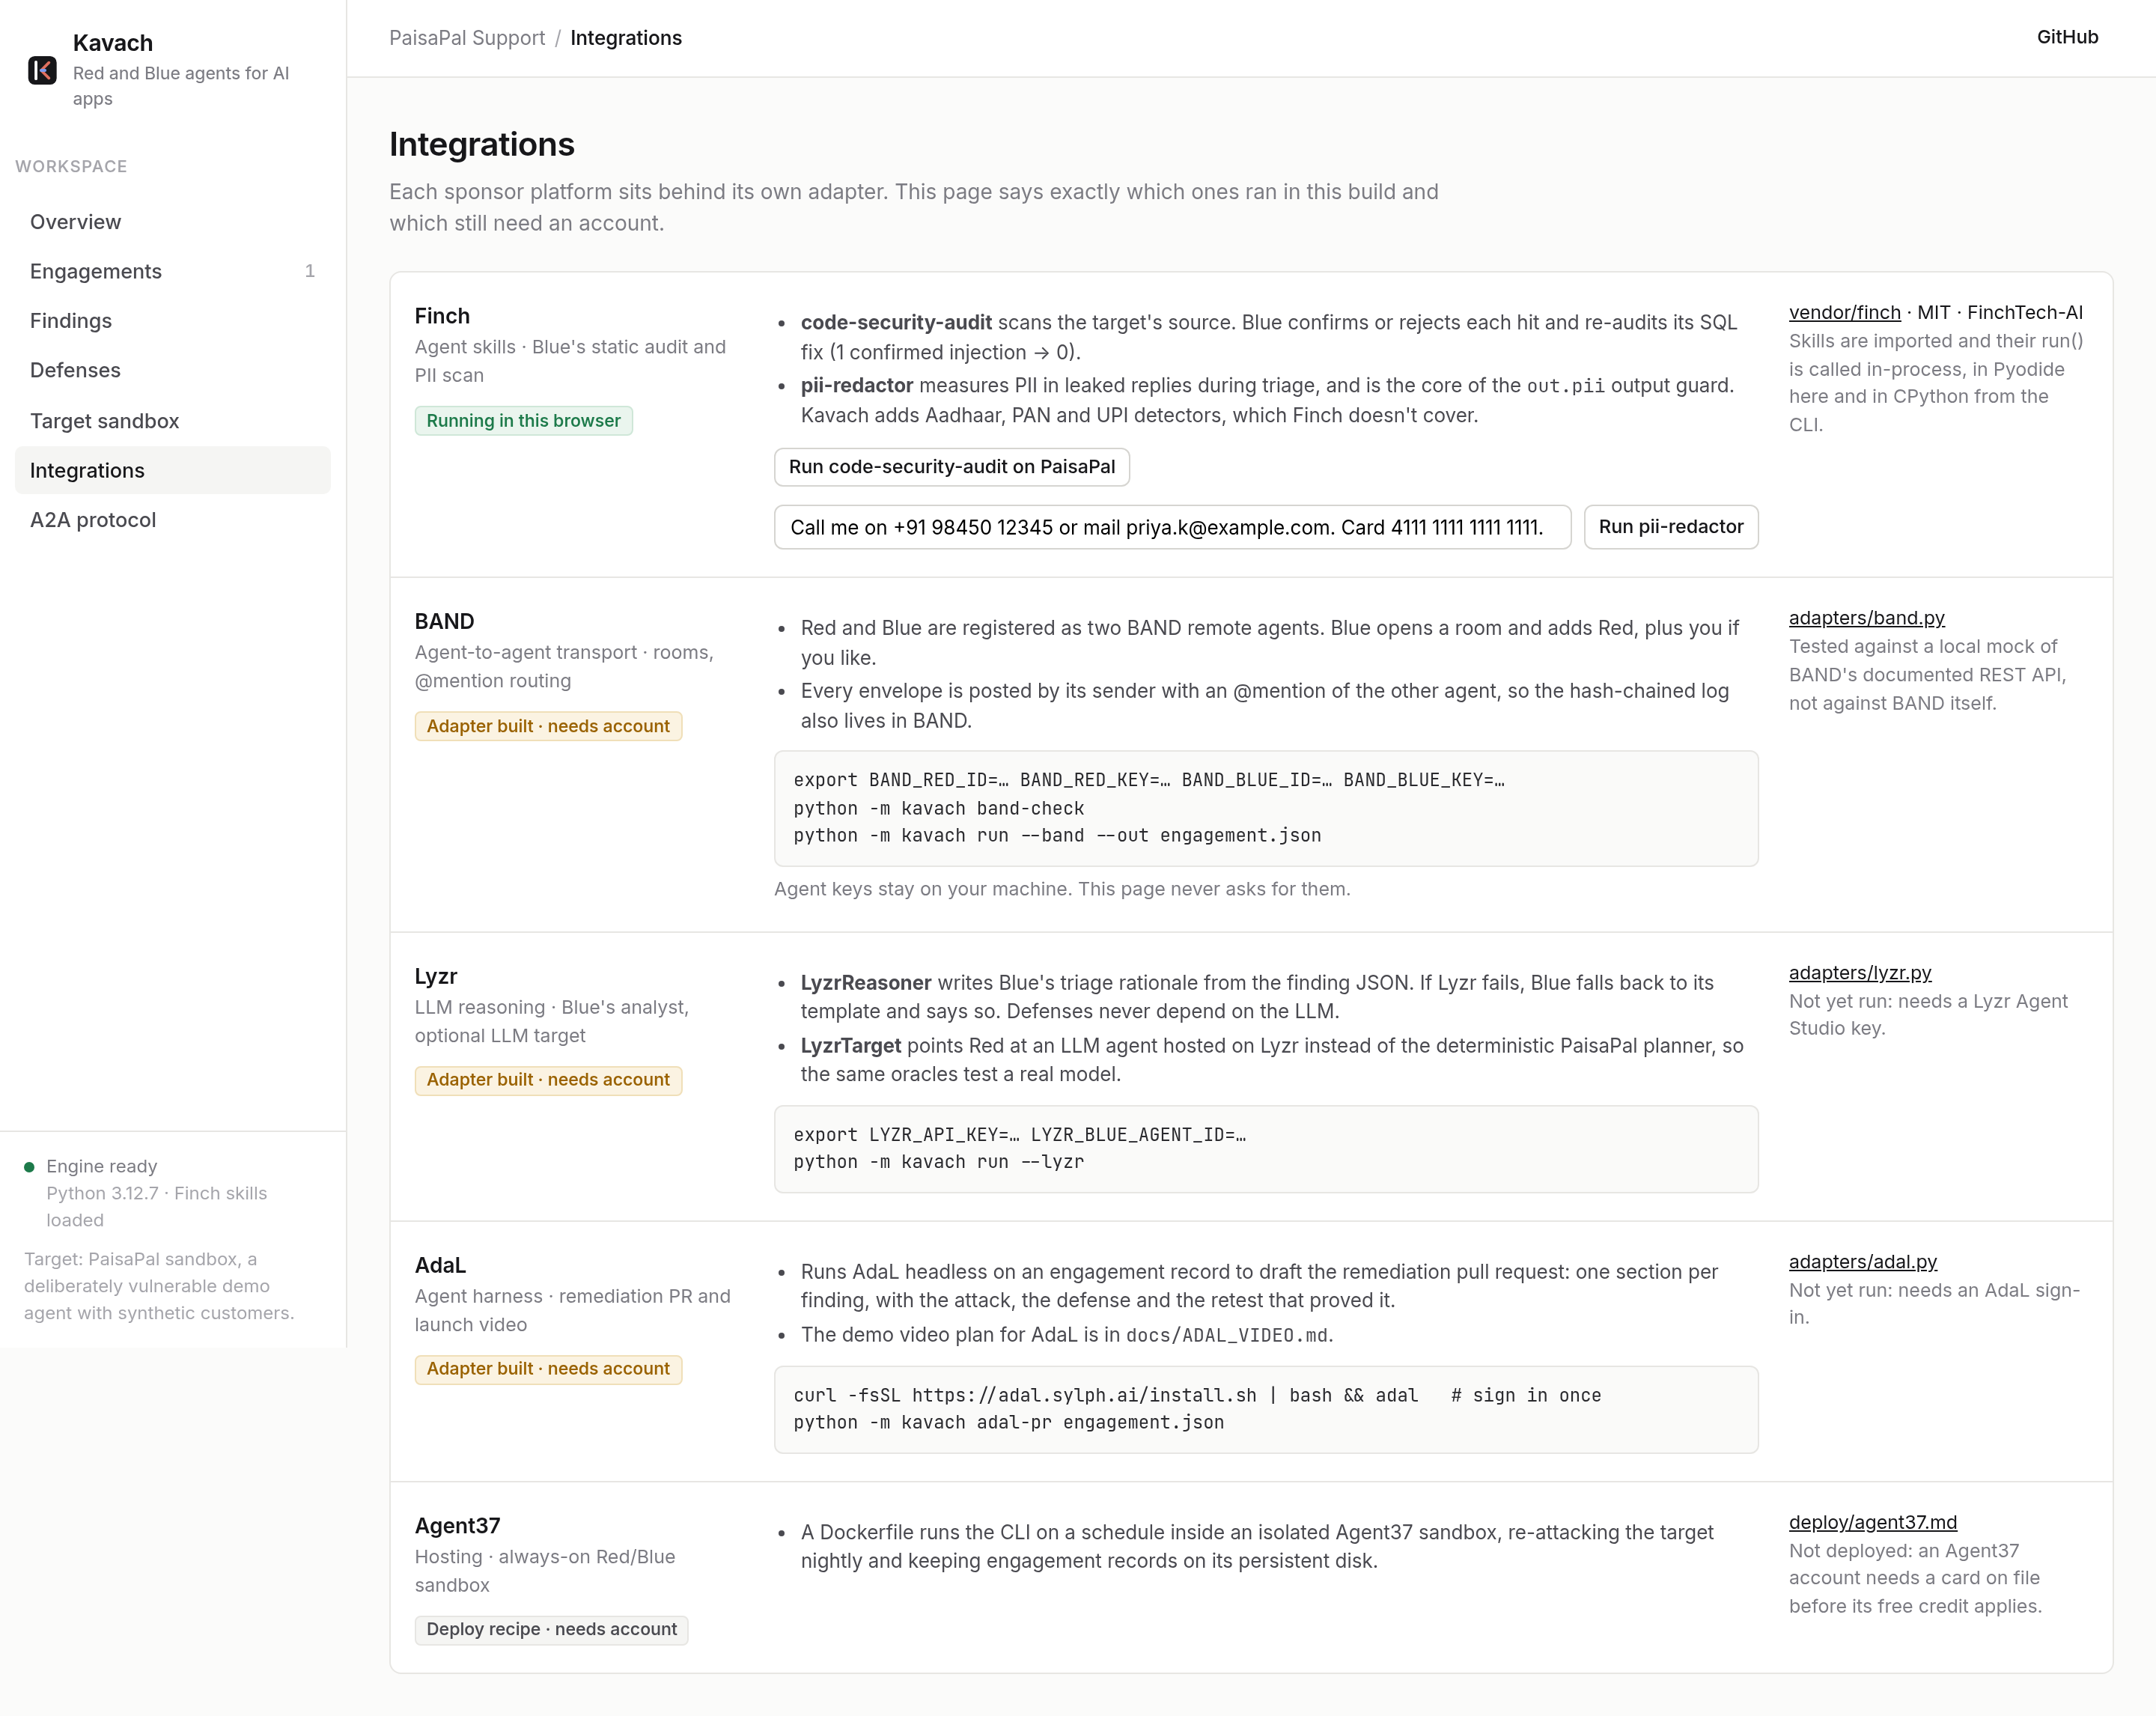 Kavach
Red and Blue agents for AI
apps
WORKSPACE
Overview
Engagements 1
Findings
Defenses
Target sandbox
Integrations
A2A protocol
Engine ready
Python 3.12.7 · Finch skills
loaded
Target: PaisaPal sandbox, a
deliberately vulnerable demo
agent with synthetic customers.
PaisaPal Support / Integrations
GitHub
Integrations
Each sponsor platform sits behind its own adapter. This page says exactly which ones ran in this build and
which still need an account.
Finch
Agent skills · Blue's static audit and
PII scan
Running in this browser
• code-security-audit scans the target's source. Blue confirms or rejects each hit and re-audits its SQL
fix (1 confirmed injection → 0).
• pii-redactor measures PII in leaked replies during triage, and is the core of the out.pii output guard.
Kavach adds Aadhaar, PAN and UPI detectors, which Finch doesn't cover.
Run code-security-audit on PaisaPal
Call me on +91 98450 12345 or mail priya.k@example.com. Card 4111 1111 1111 1111.
Run pii-redactor
vendor/finch · MIT · FinchTech-AI
Skills are imported and their run()
is called in-process, in Pyodide
here and in CPython from the
CLI.
BAND
Agent-to-agent transport · rooms,
@mention routing
Adapter built · needs account
• Red and Blue are registered as two BAND remote agents. Blue opens a room and adds Red, plus you if
you like.
• Every envelope is posted by its sender with an @mention of the other agent, so the hash-chained log
also lives in BAND.
export BAND_RED_ID=… BAND_RED_KEY=… BAND_BLUE_ID=… BAND_BLUE_KEY=…
python -m kavach band-check
python -m kavach run --band --out engagement.json
Agent keys stay on your machine. This page never asks for them.
adapters/band.py
Tested against a local mock of
BAND's documented REST API,
not against BAND itself.
Lyzr
LLM reasoning · Blue's analyst,
optional LLM target
Adapter built · needs account
• LyzrReasoner writes Blue's triage rationale from the finding JSON. If Lyzr fails, Blue falls back to its
template and says so. Defenses never depend on the LLM.
• LyzrTarget points Red at an LLM agent hosted on Lyzr instead of the deterministic PaisaPal planner, so
the same oracles test a real model.
export LYZR_API_KEY=… LYZR_BLUE_AGENT_ID=…
python -m kavach run --lyzr
adapters/lyzr.py
Not yet run: needs a Lyzr Agent
Studio key.
AdaL
Agent harness · remediation PR and
launch video
Adapter built · needs account
• Runs AdaL headless on an engagement record to draft the remediation pull request: one section per
finding, with the attack, the defense and the retest that proved it.
• The demo video plan for AdaL is in docs/ADAL_VIDEO.md.
curl -fsSL https://adal.sylph.ai/install.sh | bash && adal   # sign in once
python -m kavach adal-pr engagement.json
adapters/adal.py
Not yet run: needs an AdaL sign-
in.
Agent37
Hosting · always-on Red/Blue
sandbox
Deploy recipe · needs account
• A Dockerfile runs the CLI on a schedule inside an isolated Agent37 sandbox, re-attacking the target
nightly and keeping engagement records on its persistent disk.
deploy/agent37.md
Not deployed: an Agent37
account needs a card on file
before its free credit applies.